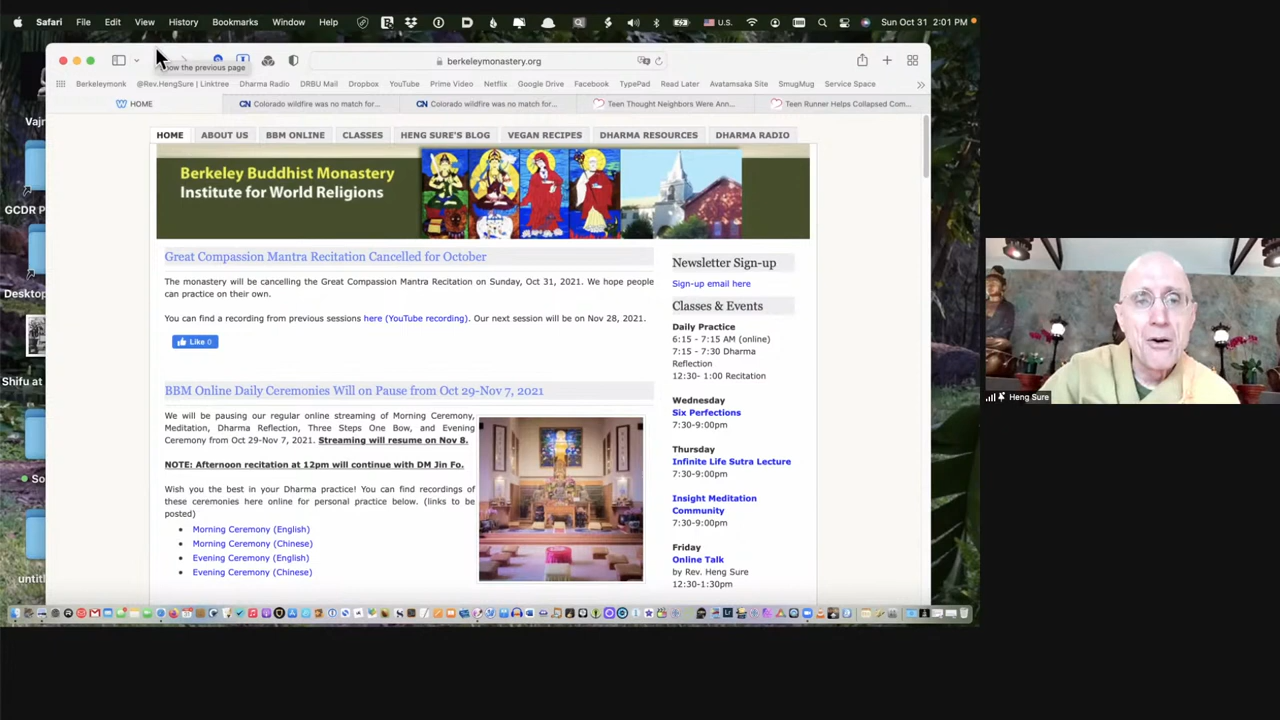 Safari File Edit View History Bookmarks Window Help U.S. Sun Oct 31 2:01 PM
berkeleymonastery.org
Show the previous page
Berkeleymonk @Rev.HengSure | Linktree Dharma Radio DRBU Mail Dropbox YouTube Prime Video Netflix Google Drive Facebook TypePad Read Later Avatamsaka Site SmugMug Service Space
HOME CN Colorado wildfire was no match for... CN Colorado wildfire was no match for... Teen Thought Neighbors Were Ann... Teen Runner Helps Collapsed Com...
Vajr
GCDR P
Desktop
Shifu at
So
untitl
HOME ABOUT US BBM ONLINE CLASSES HENG SURE'S BLOG VEGAN RECIPES DHARMA RESOURCES DHARMA RADIO
Berkeley Buddhist Monastery
Institute for World Religions
Great Compassion Mantra Recitation Cancelled for October
The monastery will be cancelling the Great Compassion Mantra Recitation on Sunday, Oct 31, 2021. We hope people
can practice on their own.
You can find a recording from previous sessions here (YouTube recording). Our next session will be on Nov 28, 2021.
Like 0
BBM Online Daily Ceremonies Will on Pause from Oct 29-Nov 7, 2021
We will be pausing our regular online streaming of Morning Ceremony,
Meditation, Dharma Reflection, Three Steps One Bow, and Evening
Ceremony from Oct 29-Nov 7, 2021. Streaming will resume on Nov 8.
NOTE: Afternoon recitation at 12pm will continue with DM Jin Fo.
Wish you the best in your Dharma practice! You can find recordings of
these ceremonies here online for personal practice below. (links to be
posted)
Morning Ceremony (English)
Morning Ceremony (Chinese)
Evening Ceremony (English)
Evening Ceremony (Chinese)
Newsletter Sign-up
Sign-up email here
Classes & Events
Daily Practice
6:15 - 7:15 AM (online)
7:15 - 7:30 Dharma
Reflection
12:30- 1:00 Recitation
Wednesday
Six Perfections
7:30-9:00pm
Thursday
Infinite Life Sutra Lecture
7:30-9:00pm
Insight Meditation
Community
7:30-9:00pm
Friday
Online Talk
by Rev. Heng Sure
12:30-1:30pm
Heng Sure